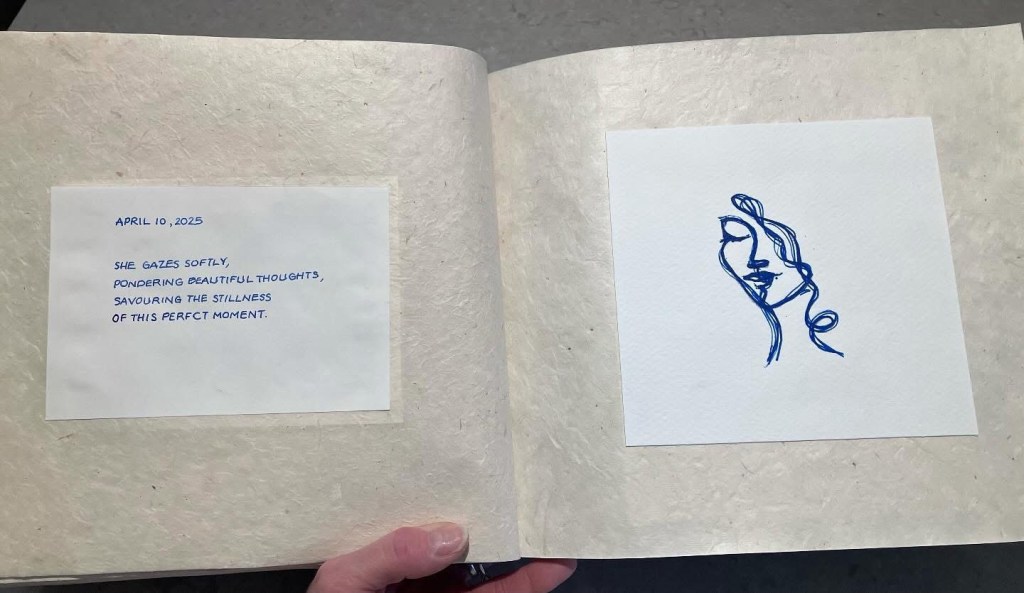 APRIL 10, 2025
SHE GAZES SOFTLY,
PONDERING BEAUTIFUL THOUGHTS,
SAVOURING THE STILLNESS
OF THIS PERFCT MOMENT.